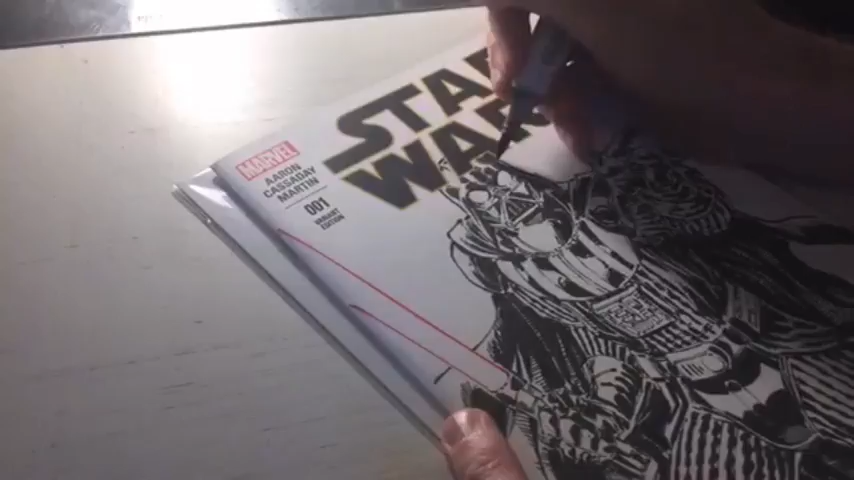 STAR
WARS
MARVEL
AARON
CASSADAY
MARTIN
001
VARIANT
EDITION